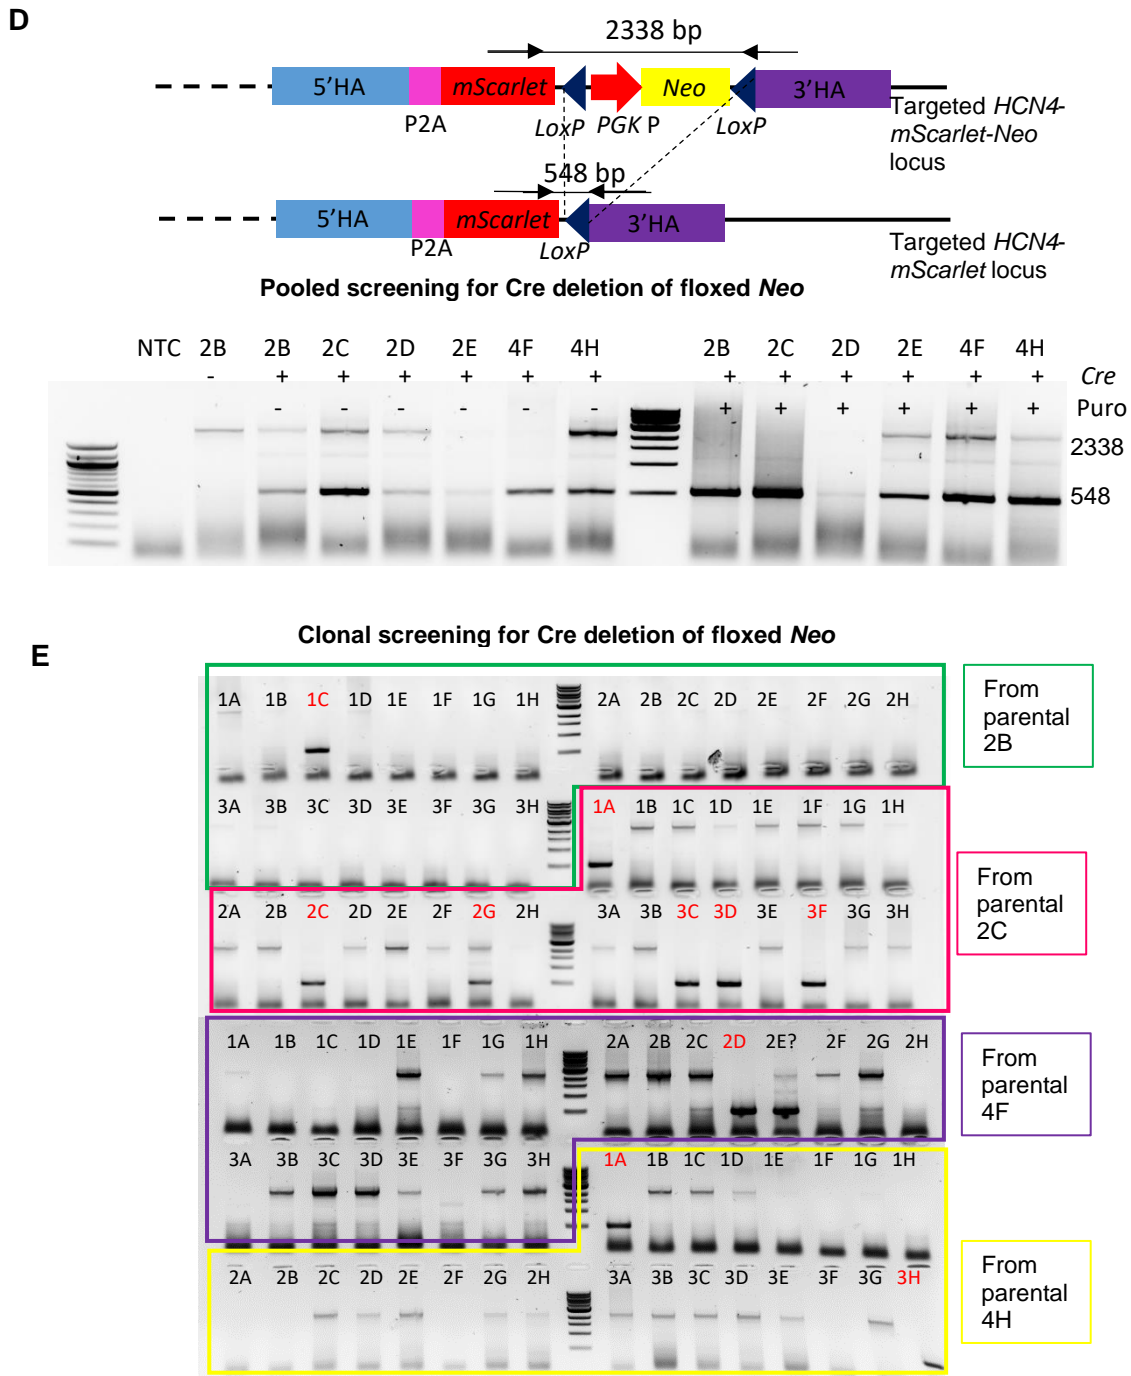 D
2338 bp
5'HA
mScarlet
Neo
3'HA
P2A
LoxP
PGK P
LoxP
Targeted HCN4-
mScarlet-Neo
locus
548 bp
5'HA
mScarlet
3'HA
P2A
LoxP
Targeted HCN4-
mScarlet locus
Pooled screening for Cre deletion of floxed Neo
NTC 2B 2B 2C 2D 2E 4F 4H 2B 2C 2D 2E 4F 4H
- + + + + + + + + + + + + Cre
- - - - - - + + + + + + Puro
2338
548
E
Clonal screening for Cre deletion of floxed Neo
1A 1B 1C 1D 1E 1F 1G 1H 2A 2B 2C 2D 2E 2F 2G 2H
From
parental
2B
3A 3B 3C 3D 3E 3F 3G 3H 1A 1B 1C 1D 1E 1F 1G 1H
2A 2B 2C 2D 2E 2F 2G 2H 3A 3B 3C 3D 3E 3F 3G 3H
From
parental
2C
1A 1B 1C 1D 1E 1F 1G 1H 2A 2B 2C 2D 2E? 2F 2G 2H
From
parental
4F
3A 3B 3C 3D 3E 3F 3G 3H 1A 1B 1C 1D 1E 1F 1G 1H
2A 2B 2C 2D 2E 2F 2G 2H 3A 3B 3C 3D 3E 3F 3G 3H
From
parental
4H